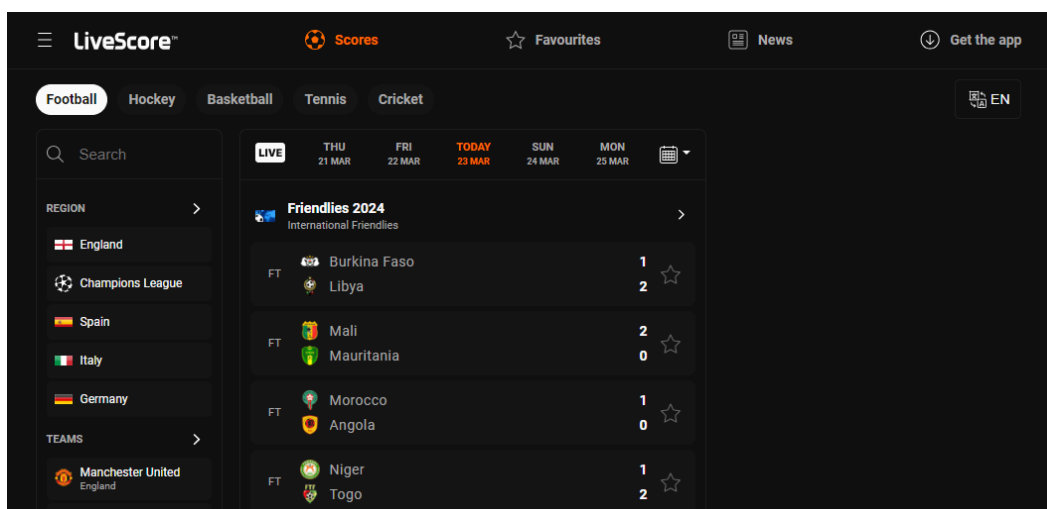 LiveScore™
Scores
Favourites
News
Get the app
Football
Hockey
Basketball
Tennis
Cricket
EN
Search
REGION
England
Champions League
Spain
Italy
Germany
TEAMS
Manchester United
England
LIVE
THU
21 MAR
FRI
22 MAR
TODAY
23 MAR
SUN
24 MAR
MON
25 MAR
Friendlies 2024
International Friendlies
FT
Burkina Faso
1
Libya
2
FT
Mali
2
Mauritania
0
FT
Morocco
1
Angola
0
FT
Niger
1
Togo
2